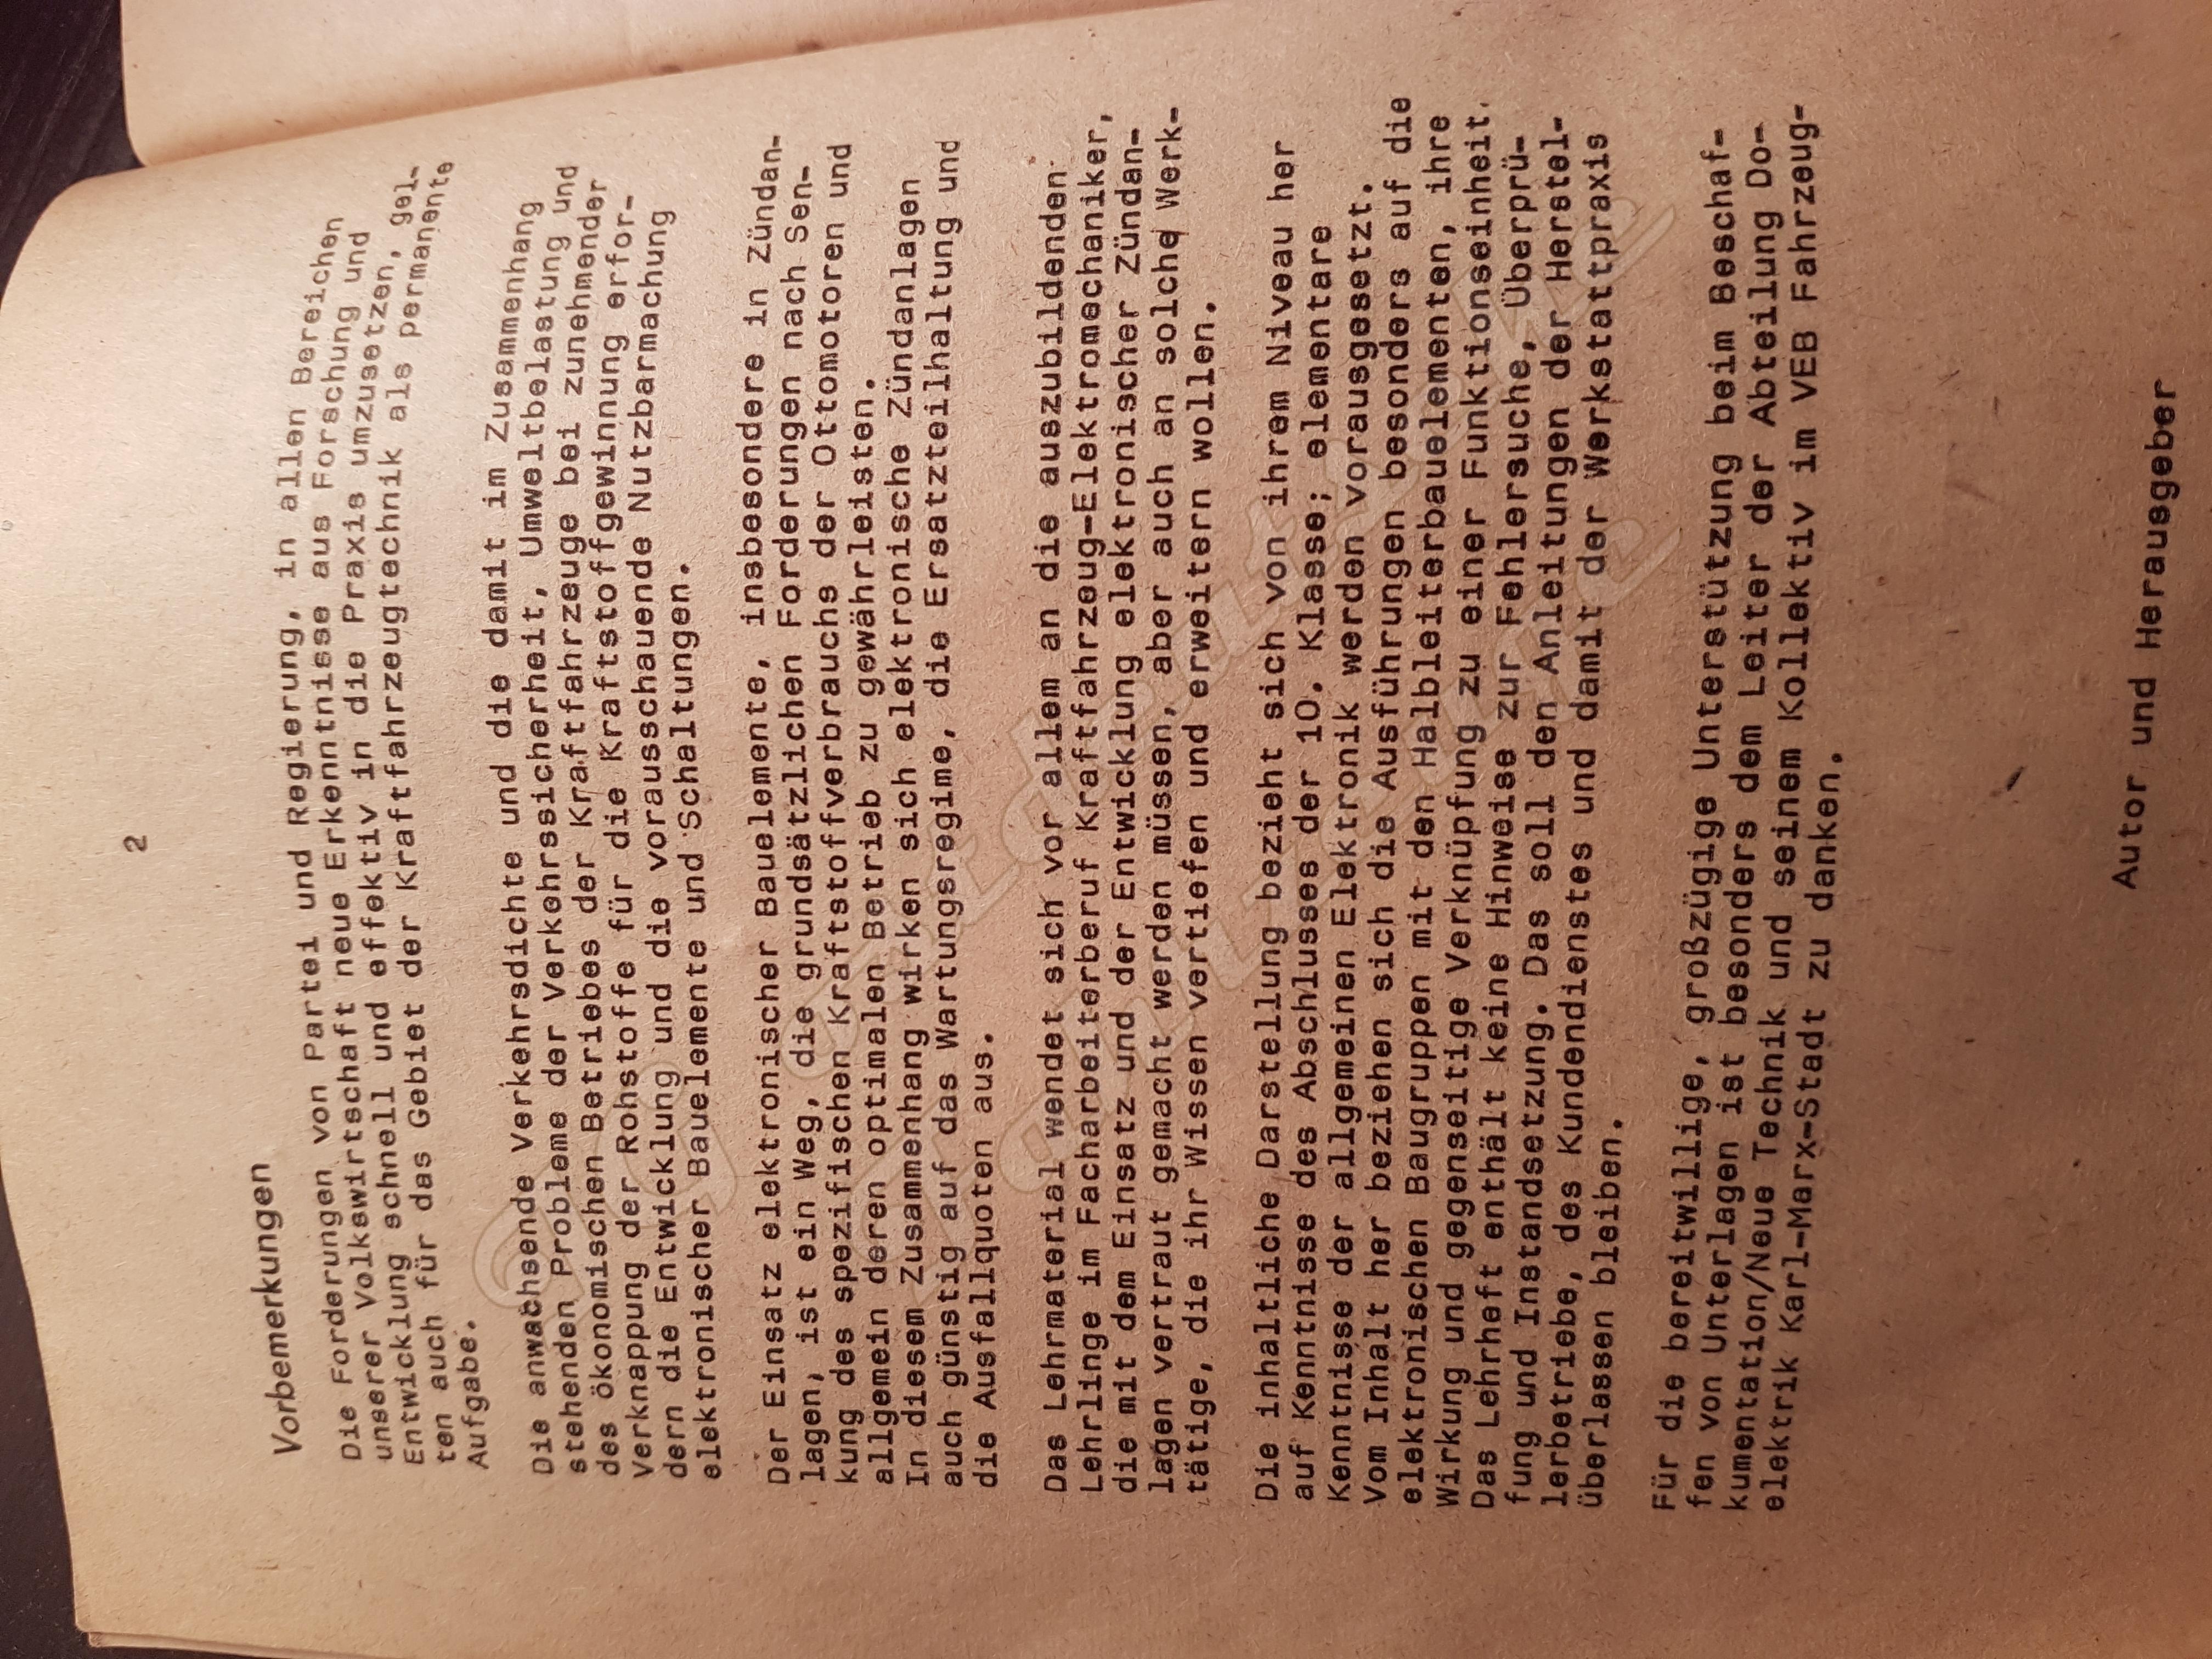 2
Vorbemerkungen
Die Forderungen von Partei und Regierung, in allen Bereichen
unserer Volkswirtschaft neue Erkenntnisse aus Forschung und
Entwicklung schnell und effektiv in die Praxis umzusetzen, gel-
ten auch für das Gebiet der Kraftfahrzeugtechnik als permanente
Aufgabe.
Die anwachsende Verkehrsdichte und die damit im Zusammenhang
stehenden Probleme der Verkehrssicherheit, Umweltbelastung und
des ökonomischen Betriebes der Kraftfahrzeuge bei zunehmender
Verknappung der Rohstoffe für die Kraftstoffgewinnung erfor-
dern die Entwicklung und die vorausschauende Nutzbarmachung
elektronischer Bauelemente und Schaltungen.
Der Einsatz elektronischer Bauelemente, insbesondere in Zündan-
lagen, ist ein Weg, die grundsätzlichen Forderungen nach Sen-
kung des spezifischen Kraftstoffverbrauchs der Ottomotoren und
allgemein deren optimalen Betrieb zu gewährleisten.
In diesem Zusammenhang wirken sich elektronische Zündanlagen
auch günstig auf das Wartungsregime, die Ersatzteilhaltung und
die Ausfallquoten aus.
Das Lehrmaterial wendet sich vor allem an die auszubildenden
Lehrlinge im Facharbeiterberuf Kraftfahrzeug-Elektromechaniker,
die mit dem Einsatz und der Entwicklung elektronischer Zündan-
lagen vertraut gemacht werden müssen, aber auch an solche Werk-
tätige, die ihr Wissen vertiefen und erweitern wollen.
Die inhaltliche Darstellung bezieht sich von ihrem Niveau her
auf Kenntnisse des Abschlusses der 10. Klasse; elementare
Kenntnisse der allgemeinen Elektronik werden vorausgesetzt.
Vom Inhalt her beziehen sich die Ausführungen besonders auf die
elektronischen Baugruppen mit den Halbleiterbauelementen, ihre
Wirkung und gegenseitige Verknüpfung zu einer Funktionseinheit.
Das Lehrheft enthält keine Hinweise zur Fehlersuche, Überprü-
fung und Instandsetzung. Das soll den Anleitungen der Herstel-
lerbetriebe, des Kundendienstes und damit der Werkstattpraxis
überlassen bleiben.
Für die bereitwillige, großzügige Unterstützung beim Beschaf-
fen von Unterlagen ist besonders dem Leiter der Abteilung Do-
kumentation/Neue Technik und seinem Kollektiv im VEB Fahrzeug-
elektrik Karl-Marx-Stadt zu danken.
Autor und Herausgeber